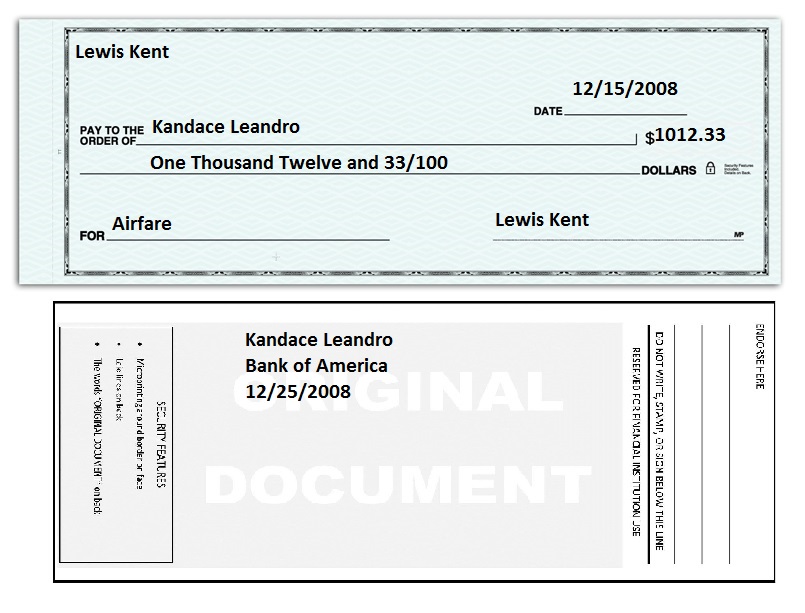 Lewis Kent
12/15/2008
DATE
PAY TO THE
ORDER OF
Kandace Leandro
$1012.33
One Thousand Twelve and 33/100
DOLLARS
Security Features
Included.
Details on Back.
FOR
Airfare
Lewis Kent
MP
Kandace Leandro
Bank of America
12/25/2008
ORIGINAL
DOCUMENT
SECURITY FEATURES
• Microprinting around border on face
• lines on back
• The words "ORIGINAL DOCUMENT" on back
RESERVED FOR FINANCIAL INSTITUTION USE
DO NOT WRITE, STAMP, OR SIGN BELOW THIS LINE
ENDORSE HERE